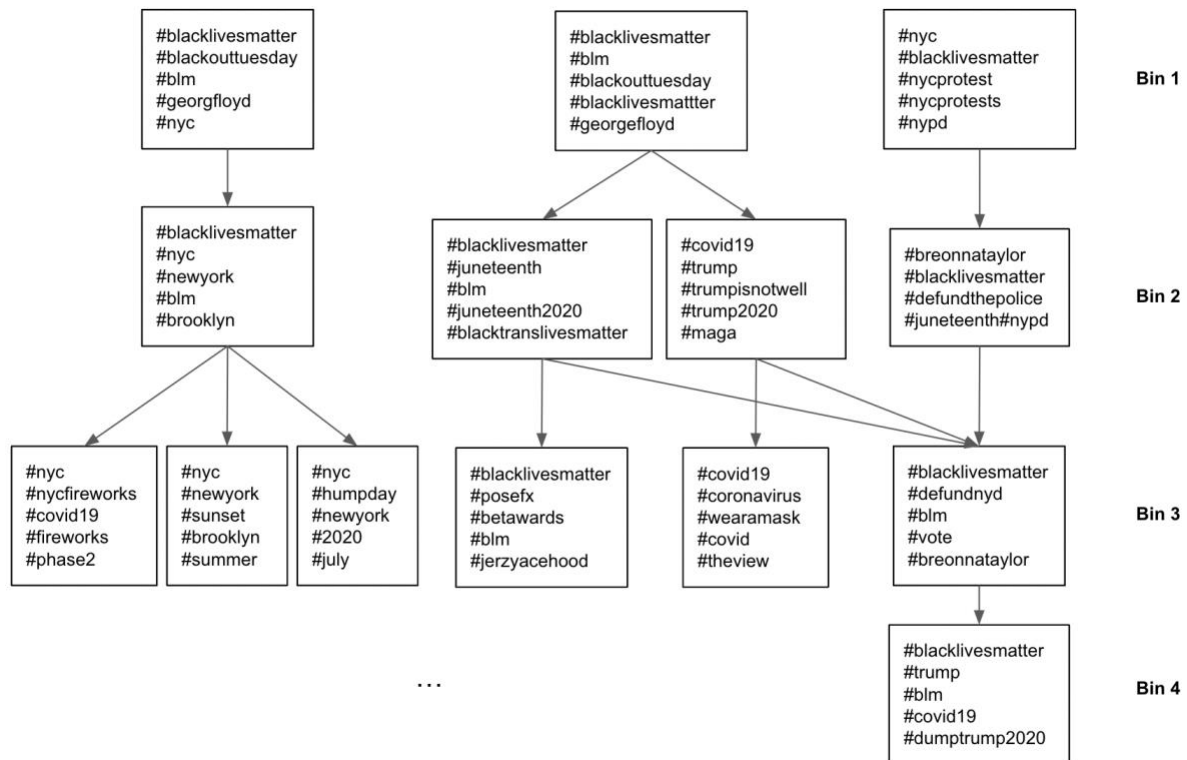 #blacklivesmatter
#blackouttuesday
#blm
#georgfloyd
#nyc
#blacklivesmatter
#blm
#blackouttuesday
#blacklivesmattter
#georgefloyd
#nyc
#blacklivesmatter
#nycprotest
#nycprotests
#nypd
Bin 1
#blacklivesmatter
#nyc
#newyork
#blm
#brooklyn
#blacklivesmatter
#juneteenth
#blm
#juneteenth2020
#blacktranslivesmatter
#covid19
#trump
#trumpisnotwell
#trump2020
#maga
#breonnataylor
#blacklivesmatter
#defundthepolice
#juneteenth#nypd
Bin 2
#nyc
#nycfireworks
#covid19
#fireworks
#phase2
#nyc
#newyork
#sunset
#brooklyn
#summer
#nyc
#humpday
#newyork
#2020
#july
#blacklivesmatter
#posefx
#betawards
#blm
#jerzyacehood
#covid19
#coronavirus
#wearamask
#covid
#theview
#blacklivesmatter
#defundnyd
#blm
#vote
#breonnataylor
Bin 3
...
#blacklivesmatter
#trump
#blm
#covid19
#dumptrump2020
Bin 4